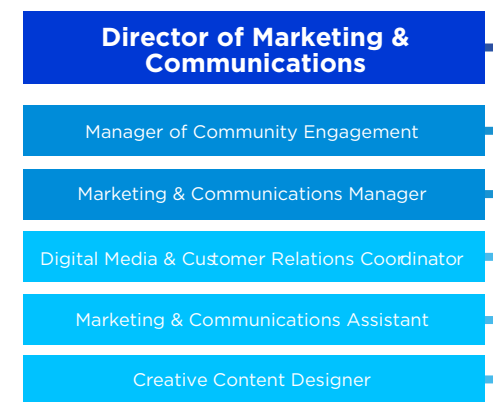 Director of Marketing &
Communications
Manager of Community Engagement
Marketing & Communications Manager
Digital Media & Customer Relations Coordinator
Marketing & Communications Assistant
Creative Content Designer